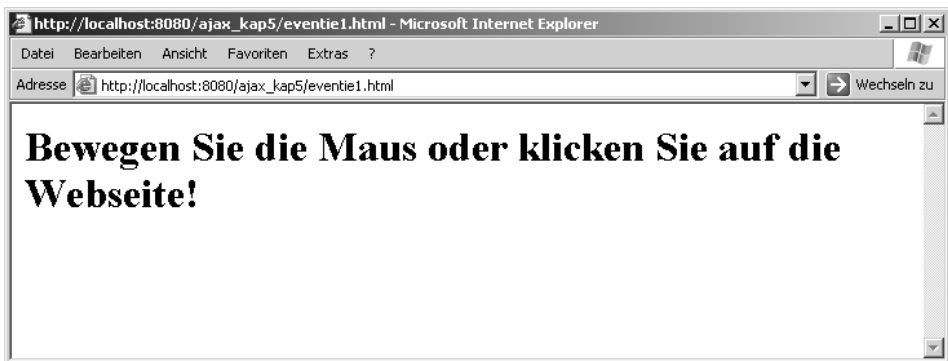 http://localhost:8080/ajax_kap5/eventie1.html - Microsoft Internet Explorer
Datei Bearbeiten Ansicht Favoriten Extras ?
Adresse http://localhost:8080/ajax_kap5/eventie1.html Wechseln zu
Bewegen Sie die Maus oder klicken Sie auf die
Webseite!